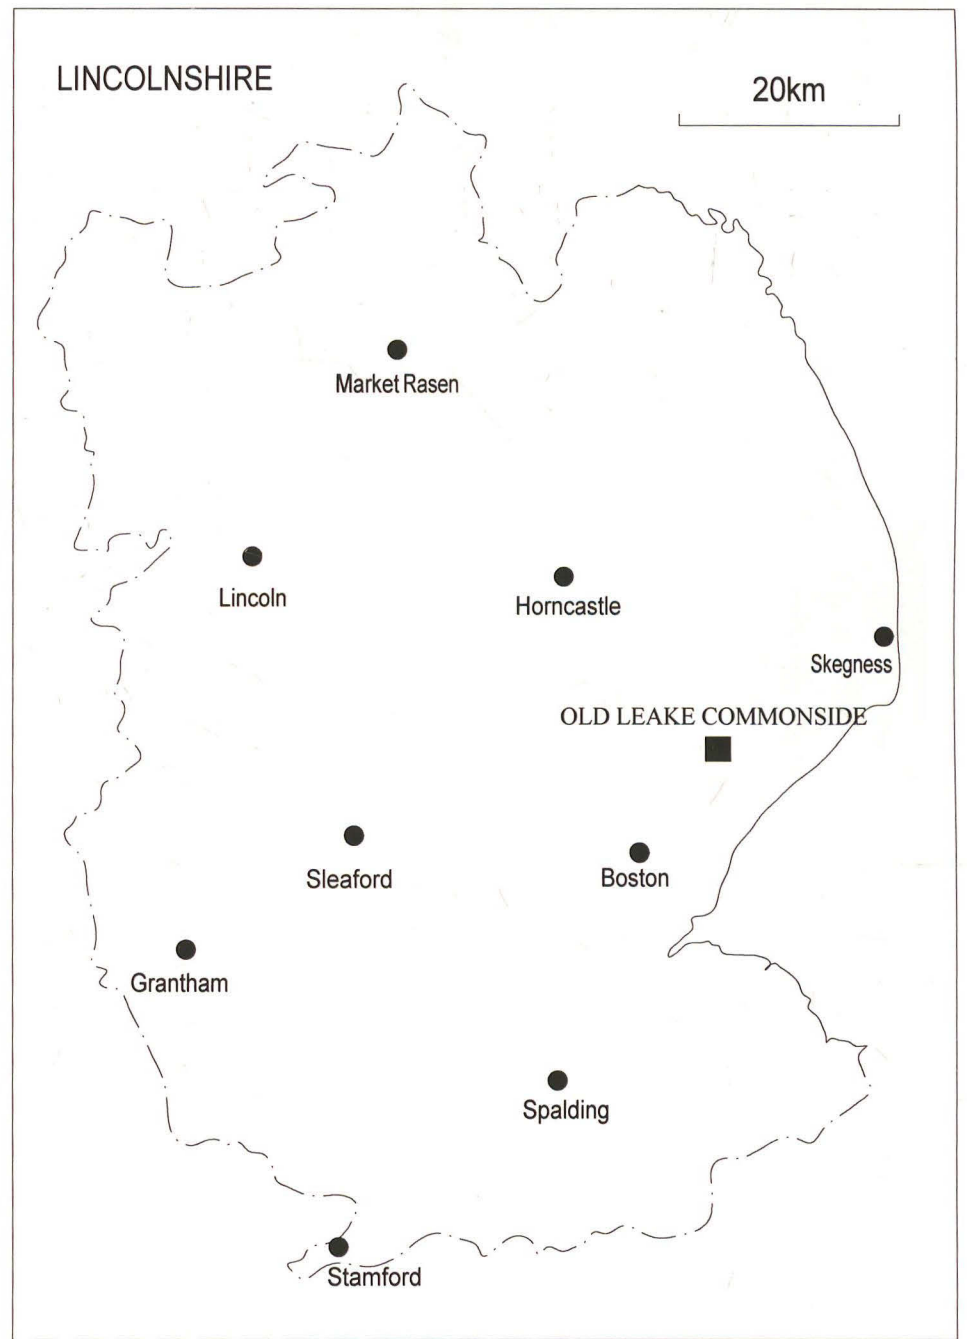 LINCOLNSHIRE
20km
Market Rasen
Lincoln
Horncastle
Skegness
OLD LEAKE COMMONSIDE
Sleaford
Boston
Grantham
Spalding
Stamford